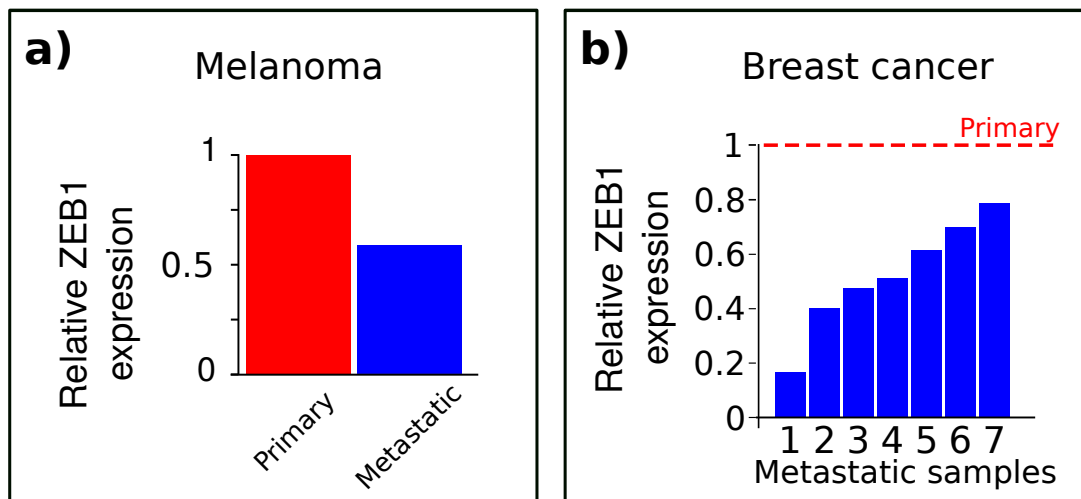 a)
Melanoma
Relative ZEB1
expression
1
0.5
0
Primary
Metastatic
b)
Breast cancer
Primary
Relative ZEB1
expression
1
0.8
0.6
0.4
0.2
0
1 2 3 4 5 6 7
Metastatic samples